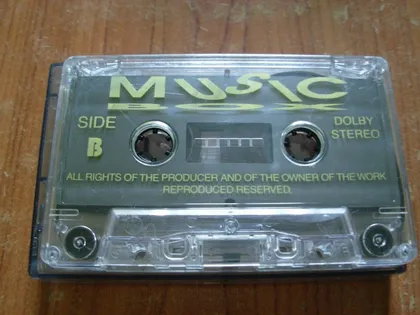 MUSIC
BOX
SIDE
B
DOLBY
STEREO
ALL RIGHTS OF THE PRODUCER AND OF THE OWNER OF THE WORK
REPRODUCED RESERVED.